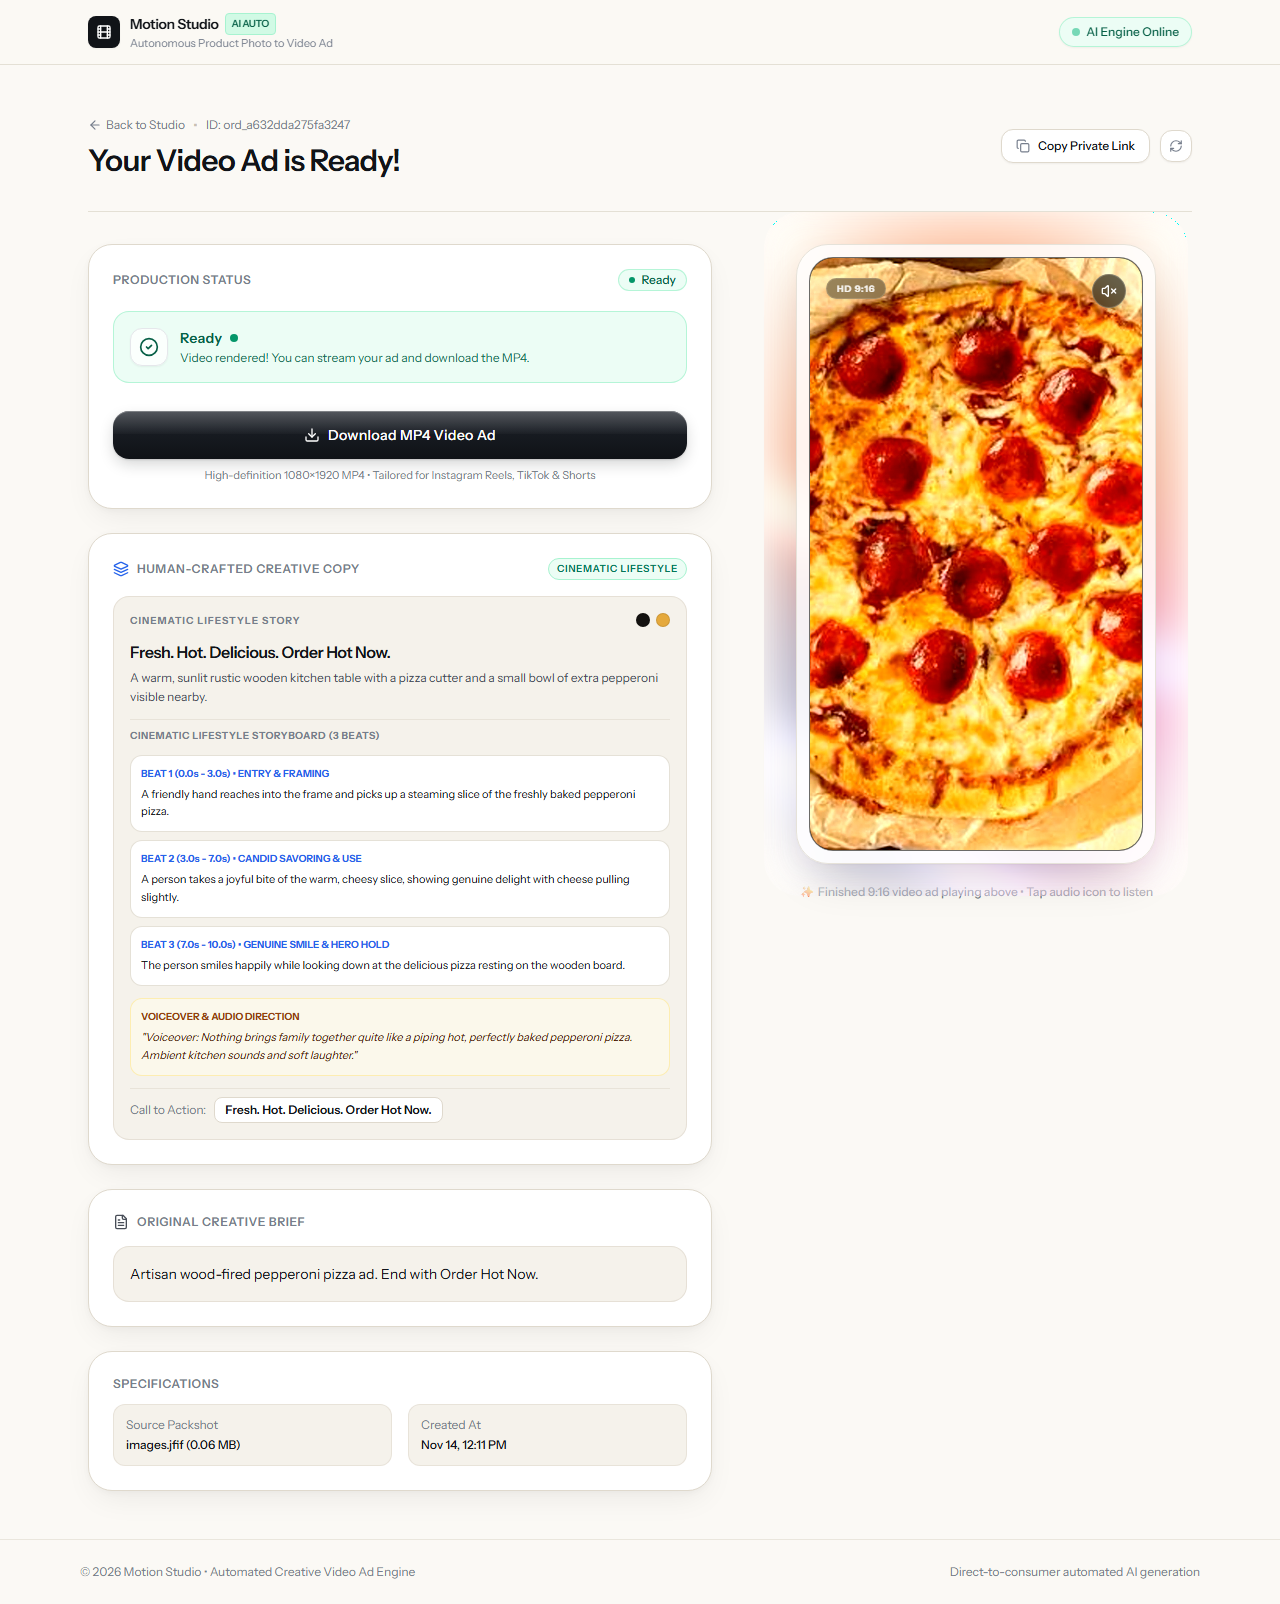 Motion Studio AI AUTO
Autonomous Product Photo to Video Ad
AI Engine Online
Back to Studio • ID: ord_a632dda275fa3247
Your Video Ad is Ready!
Copy Private Link
PRODUCTION STATUS
Ready
Ready
Video rendered! You can stream your ad and download the MP4.
Download MP4 Video Ad
High-definition 1080×1920 MP4 • Tailored for Instagram Reels, TikTok & Shorts
HUMAN-CRAFTED CREATIVE COPY
CINEMATIC LIFESTYLE
CINEMATIC LIFESTYLE STORY
Fresh. Hot. Delicious. Order Hot Now.
A warm, sunlit rustic wooden kitchen table with a pizza cutter and a small bowl of extra pepperoni
visible nearby.
CINEMATIC LIFESTYLE STORYBOARD (3 BEATS)
BEAT 1 (0.0s - 3.0s) • ENTRY & FRAMING
A friendly hand reaches into the frame and picks up a steaming slice of the freshly baked pepperoni
pizza.
BEAT 2 (3.0s - 7.0s) • CANDID SAVORING & USE
A person takes a joyful bite of the warm, cheesy slice, showing genuine delight with cheese pulling
slightly.
BEAT 3 (7.0s - 10.0s) • GENUINE SMILE & HERO HOLD
The person smiles happily while looking down at the delicious pizza resting on the wooden board.
VOICEOVER & AUDIO DIRECTION
"Voiceover: Nothing brings family together quite like a piping hot, perfectly baked pepperoni pizza.
Ambient kitchen sounds and soft laughter."
Call to Action: Fresh. Hot. Delicious. Order Hot Now.
ORIGINAL CREATIVE BRIEF
Artisan wood-fired pepperoni pizza ad. End with Order Hot Now.
SPECIFICATIONS
Source Packshot
images.jfif (0.06 MB)
Created At
Nov 14, 12:11 PM
HD 9:16
✨ Finished 9:16 video ad playing above • Tap audio icon to listen
© 2026 Motion Studio • Automated Creative Video Ad Engine
Direct-to-consumer automated AI generation